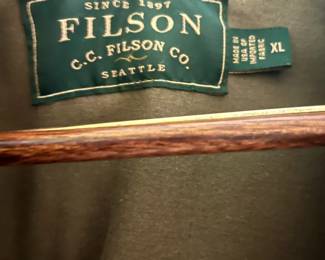 SINCE 1897
FILSON
C.C. FILSON CO.
SEATTLE
MADE IN
USA OF
IMPORTED
FABRIC
XL